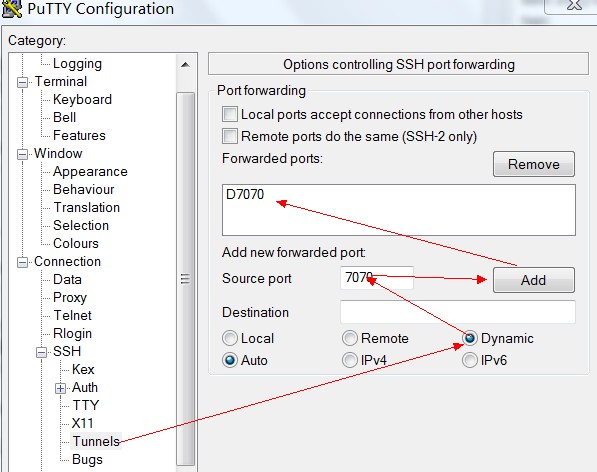 PuTTY Configuration
Category:
Logging
Terminal
Keyboard
Bell
Features
Window
Appearance
Behaviour
Translation
Selection
Colours
Connection
Data
Proxy
Telnet
Rlogin
SSH
Kex
Auth
TTY
X11
Tunnels
Bugs
Options controlling SSH port forwarding
Port forwarding
Local ports accept connections from other hosts
Remote ports do the same (SSH-2 only)
Forwarded ports:
Remove
D7070
Add new forwarded port:
Source port 7070 Add
Destination
Local Remote Dynamic
Auto IPv4 IPv6